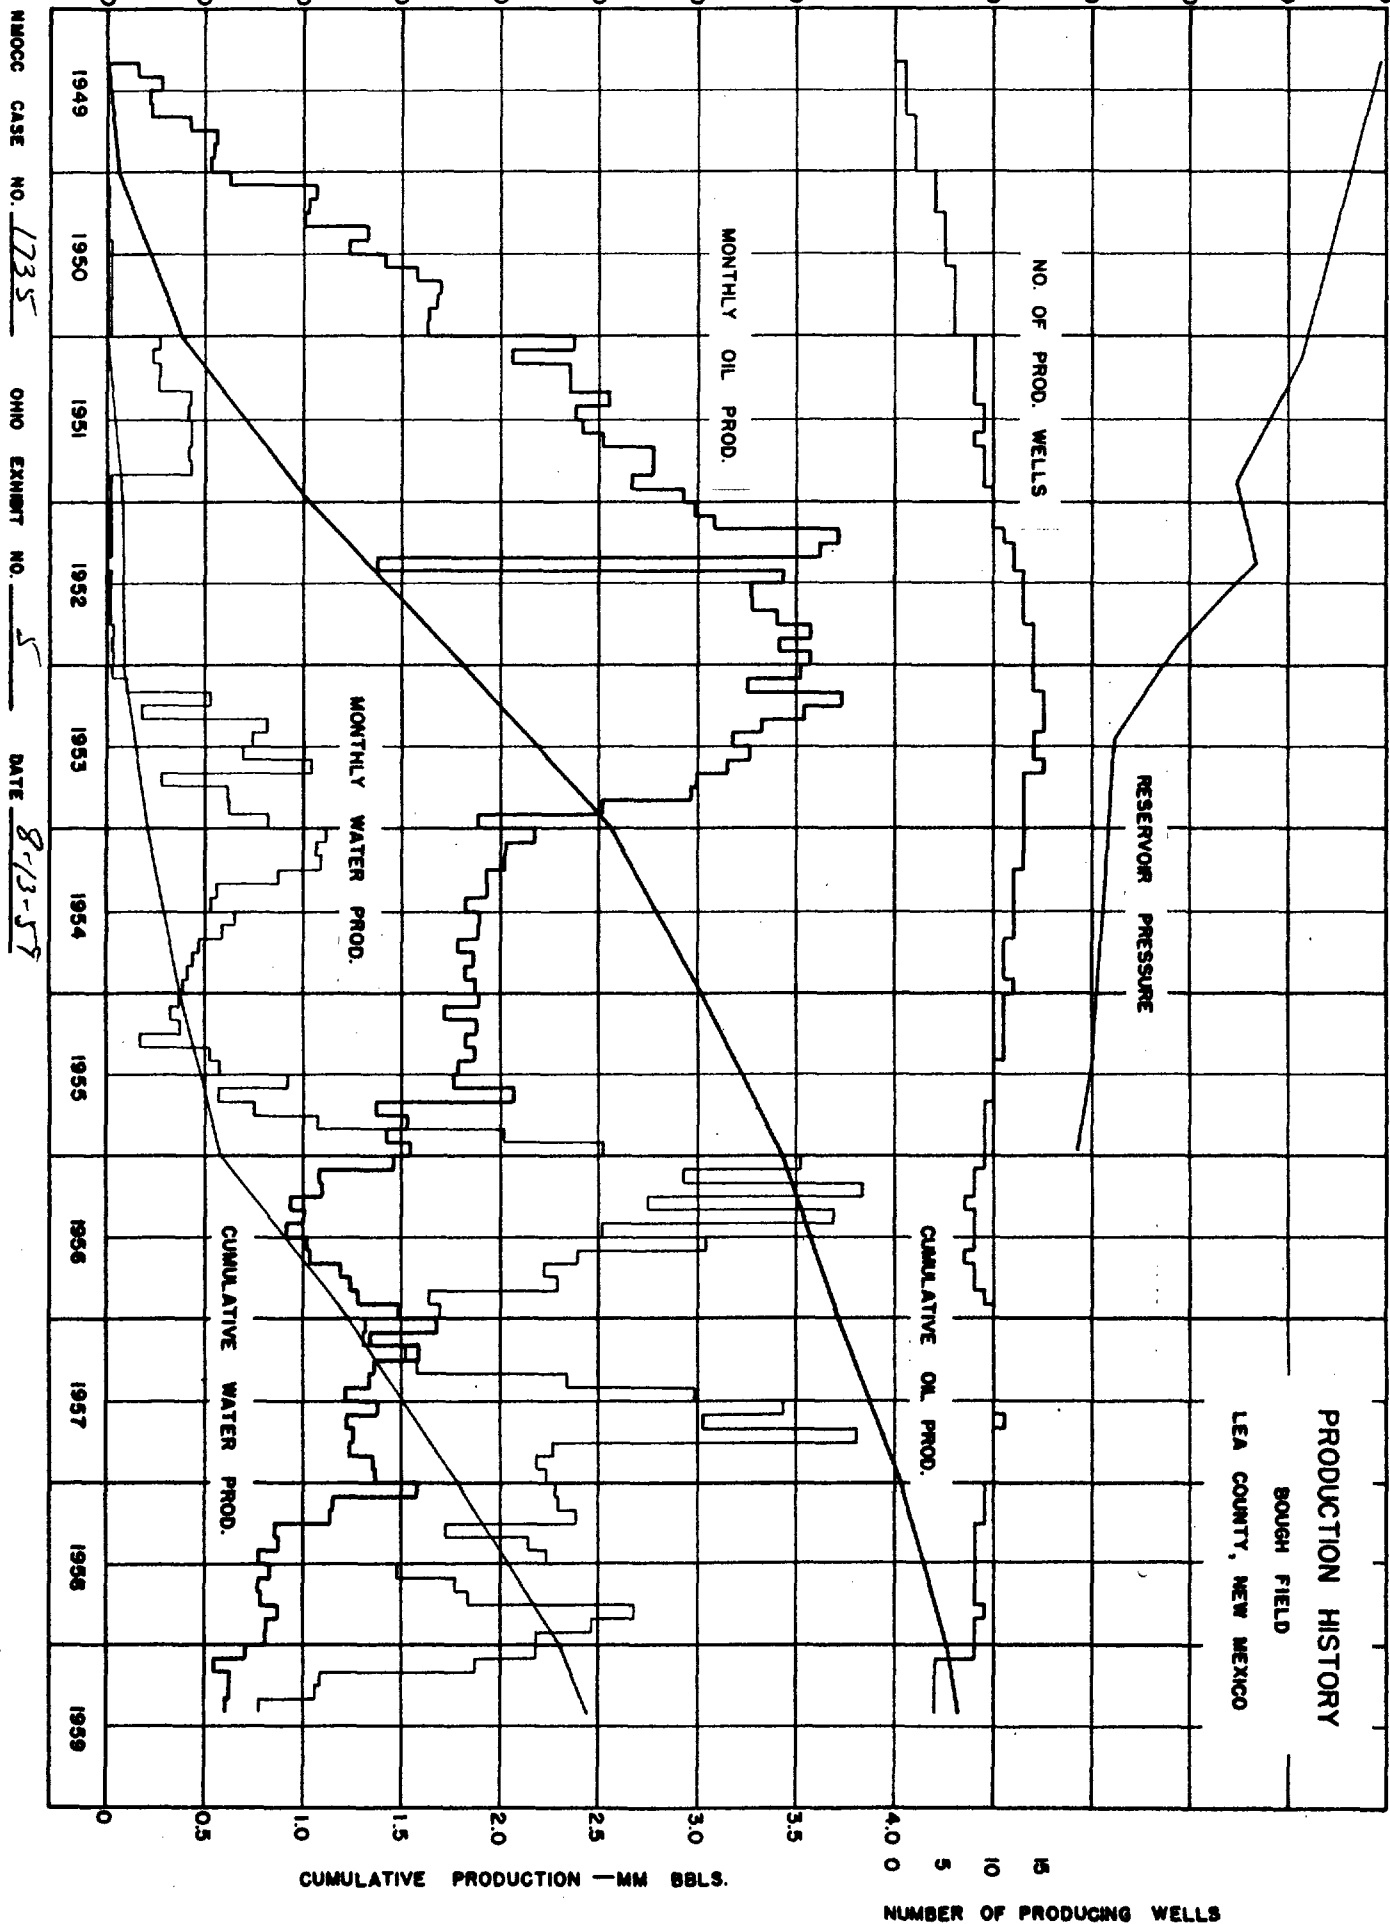 PRODUCTION HISTORY
BOUGH FIELD
LEA COUNTY, NEW MEXICO
RESERVOIR PRESSURE
NO. OF PROD. WELLS
MONTHLY OIL PROD.
CUMULATIVE OIL PROD.
MONTHLY WATER PROD.
CUMULATIVE WATER PROD.
15
10
5
0
4.0
3.5
3.0
2.5
2.0
1.5
1.0
0.5
0
NUMBER OF PRODUCING WELLS
CUMULATIVE PRODUCTION — MM BBLS.
1949 1950 1951 1952 1953 1954 1955 1956 1957 1958 1959
NMOCC CASE NO. 1735 OHIO EXHIBIT NO. 5 DATE 8-13-59